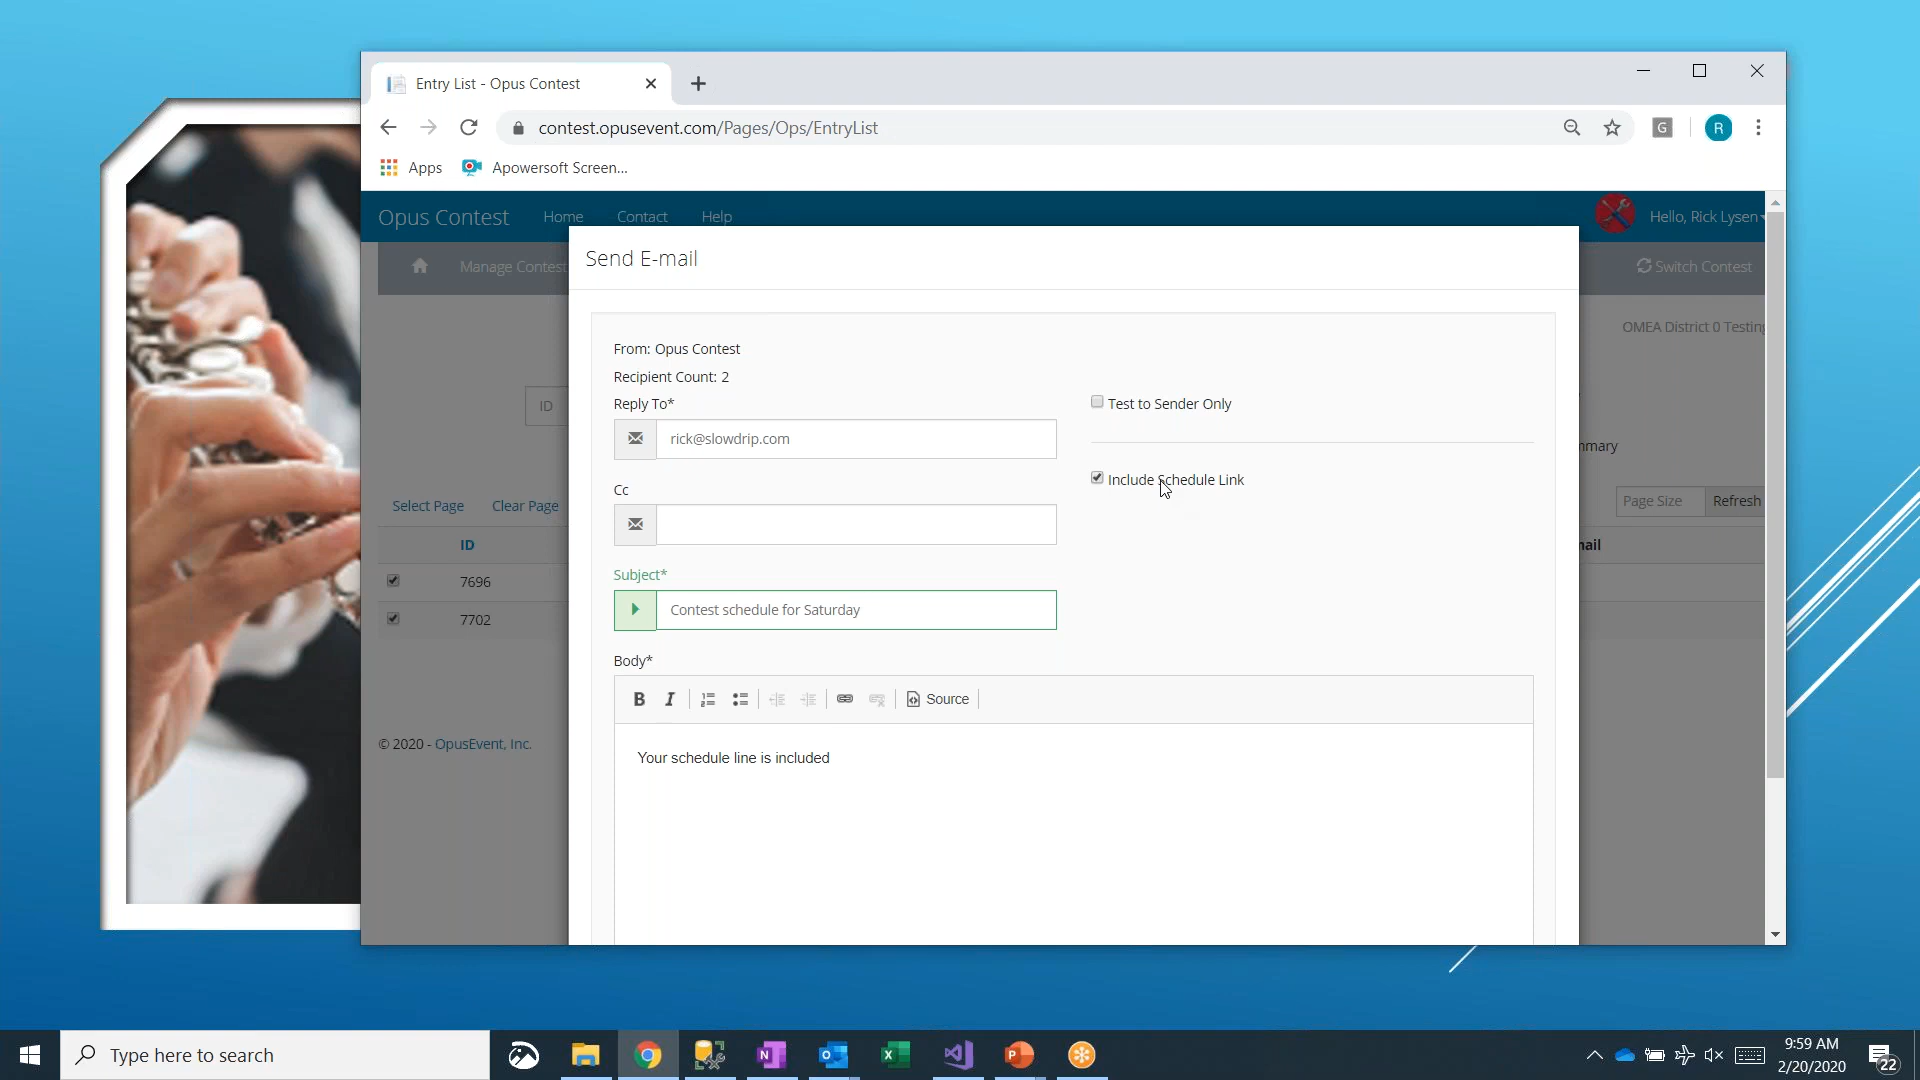 Entry List - Opus Contest
contest.opusevent.com/Pages/Ops/EntryList
G
R
Apps
Apowersoft Screen...
Opus Contest Home Contact Help
Hello, Rick Lysen
Manage Contest
Switch Contest
Send E-mail
OMEA District 0 Testing
From: Opus Contest
Recipient Count: 2
Reply To*
Test to Sender Only
ID
rick@slowdrip.com
mmary
Include Schedule Link
Cc
Select Page Clear Page
Page Size Refresh
ID
nail
Subject*
7696
Contest schedule for Saturday
7702
Body*
B I Source
© 2020 - OpusEvent, Inc.
Your schedule line is included
Type here to search
N
X
P
9:59 AM
2/20/2020
22